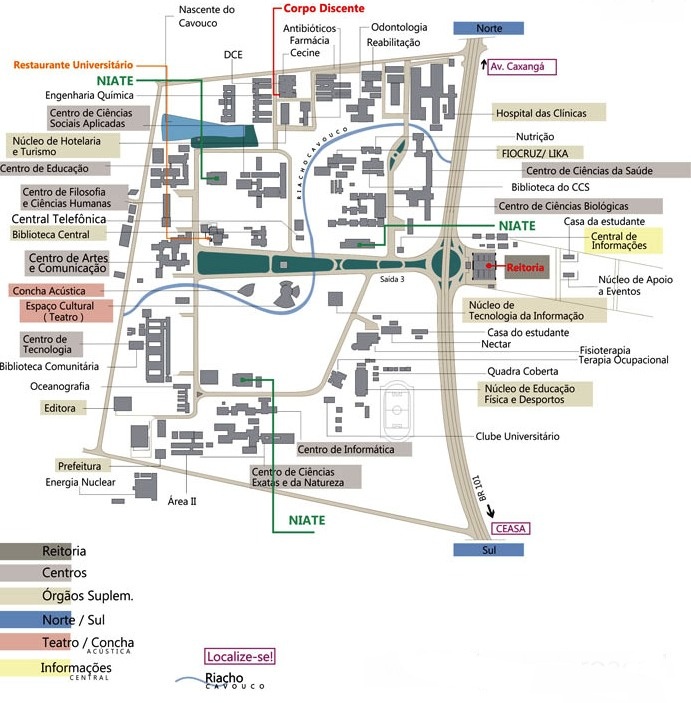 Nascente do
Cavouco
Corpo Discente
Norte
Antibióticos
Farmácia
Cecine
Odontologia
Reabilitação
DCE
Restaurante Universitário
Av. Caxangá
NIATE
Engenharia Química
Centro de Ciências
Sociais Aplicadas
Hospital das Clínicas
Núcleo de Hotelaria
e Turismo
RIACHO CAVOUCO
Nutrição
FIOCRUZ/ LIKA
Centro de Educação
Centro de Ciências da Saúde
Centro de Filosofia
e Ciências Humanas
Biblioteca do CCS
Centro de Ciências Biológicas
Central Telefônica
NIATE
Casa da estudante
Biblioteca Central
Central de
Informações
Centro de Artes
e Comunicação
Reitoria
Saída 3
Núcleo de Apoio
a Eventos
Concha Acústica
Espaço Cultural
( Teatro )
Núcleo de
Tecnologia da Informação
Centro de
Tecnologia
Casa do estudante
Nectar
Fisioterapia
Terapia Ocupacional
Biblioteca Comunitária
Quadra Coberta
Oceanografia
Núcleo de Educação
Física e Desportos
Editora
Clube Universitário
Centro de Informática
Prefeitura
Centro de Ciências
Exatas e da Natureza
Energia Nuclear
Área II
BR 101
NIATE
CEASA
Sul
Reitoria
Centros
Órgãos Suplem.
Norte / Sul
Teatro / Concha
ACÚSTICA
Informações
CENTRAL
Localize-se!
Riacho
CAVOUCO